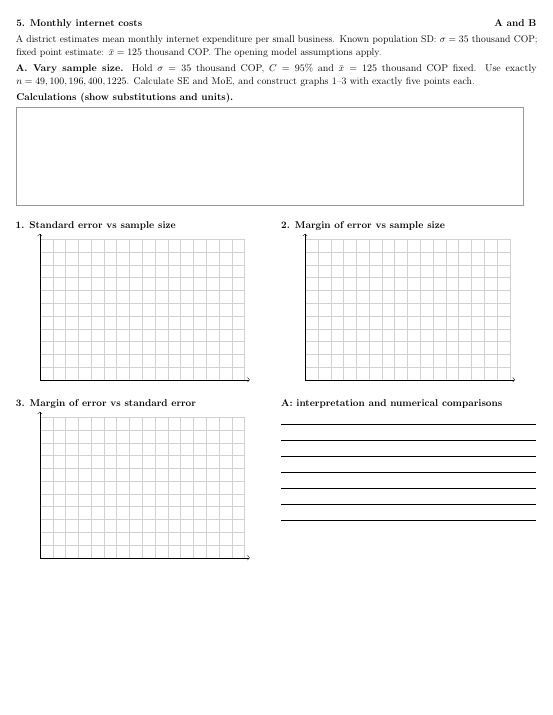 5. Monthly internet costs A and B
A district estimates mean monthly internet expenditure per small business. Known population SD: σ = 35 thousand COP;
fixed point estimate: x̄ = 125 thousand COP. The opening model assumptions apply.
A. Vary sample size. Hold σ = 35 thousand COP, C = 95% and x̄ = 125 thousand COP fixed. Use exactly
n = 49, 100, 196, 400, 1225. Calculate SE and MoE, and construct graphs 1–3 with exactly five points each.
Calculations (show substitutions and units).
1. Standard error vs sample size
2. Margin of error vs sample size
3. Margin of error vs standard error
A: interpretation and numerical comparisons